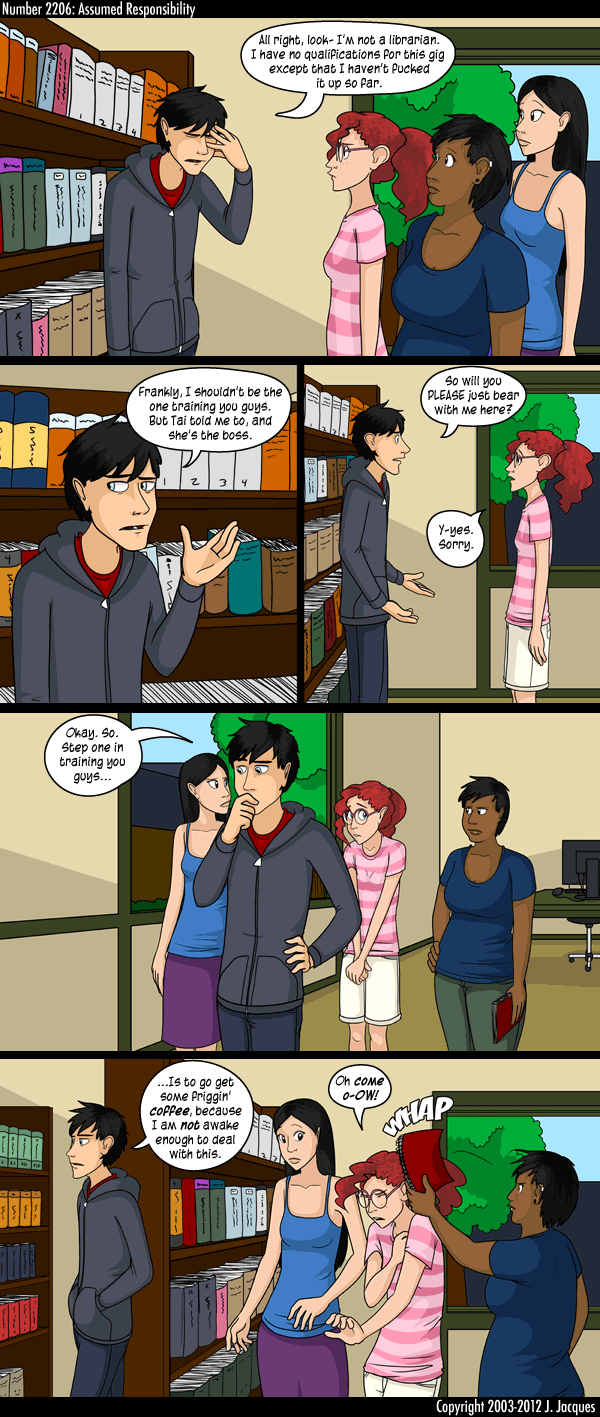 Number 2206: Assumed Responsibility
All right, look- I'm not a librarian.
I have no qualifications for this gig
except that I haven't fucked
it up so far.
Frankly, I shouldn't be the
one training you guys.
But Tai told me to, and
she's the boss.
So will you
PLEASE just bear
with me here?
Y-yes.
Sorry.
Okay. So.
Step one in
training you
guys...
...Is to go get
some friggin'
coffee, because
I am not awake
enough to deal
with this.
Oh come
o-OW!
WHAP
Copyright 2003-2012 J. Jacques